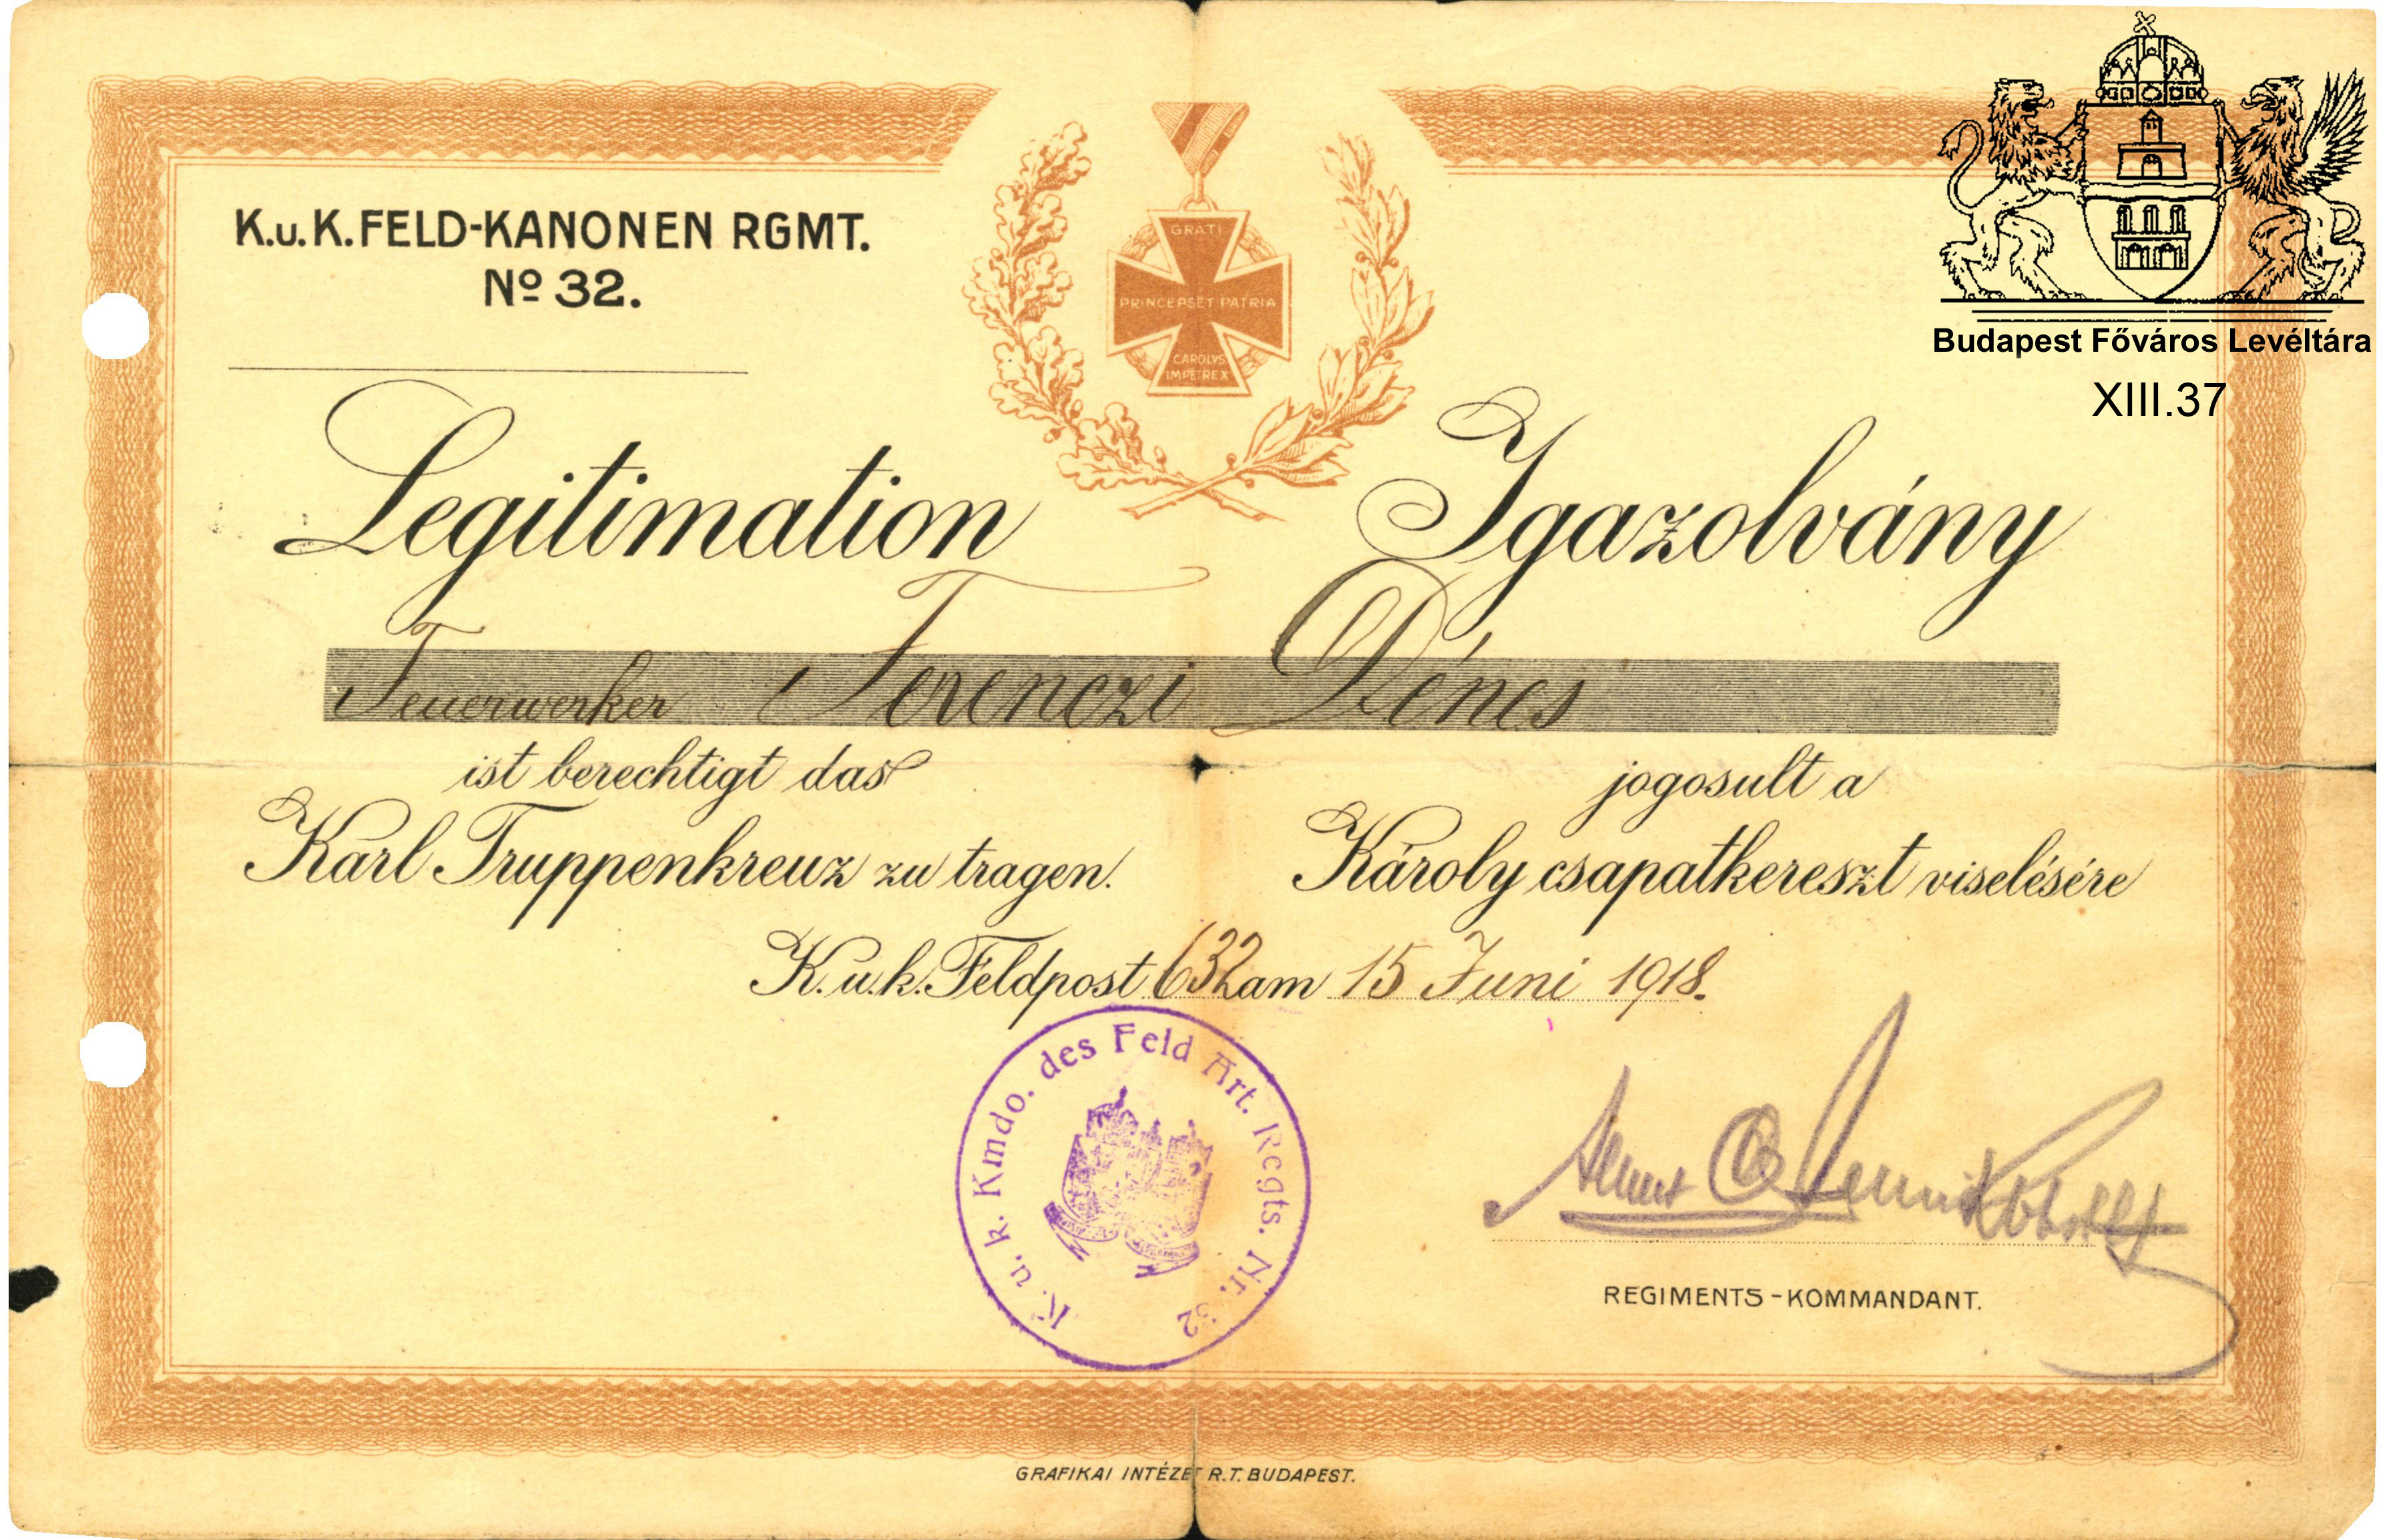 K.u.K. FELD-KANONEN RGMT.
Nº 32.
GRATI
PRINCEPS ET PATRIA
CAROLVS
IMP ET REX
Budapest Főváros Levéltára
XIII.37
Legitimation Igazolvány
Feuerwerker Ferenczi Dénes
ist berechtigt das jogosult a
Karl Truppenkreuz zu tragen. Károly csapatkereszt viselésére
K. u. k. Feldpost 632 am 15 Juni 1918.
K. u. k. Kmdo. des Feld Art. Regts. Nr. 32
REGIMENTS-KOMMANDANT.
GRAFIKAI INTÉZET R.T. BUDAPEST.